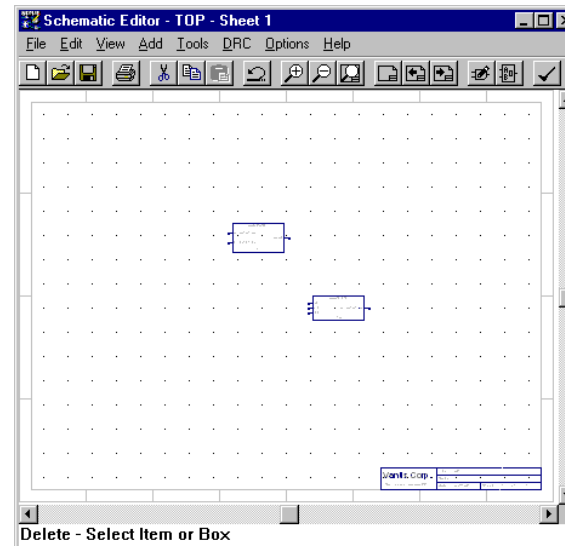 Schematic Editor - TOP - Sheet 1
File Edit View Add Tools DRC Options Help
Vantis Corp.
Delete - Select Item or Box